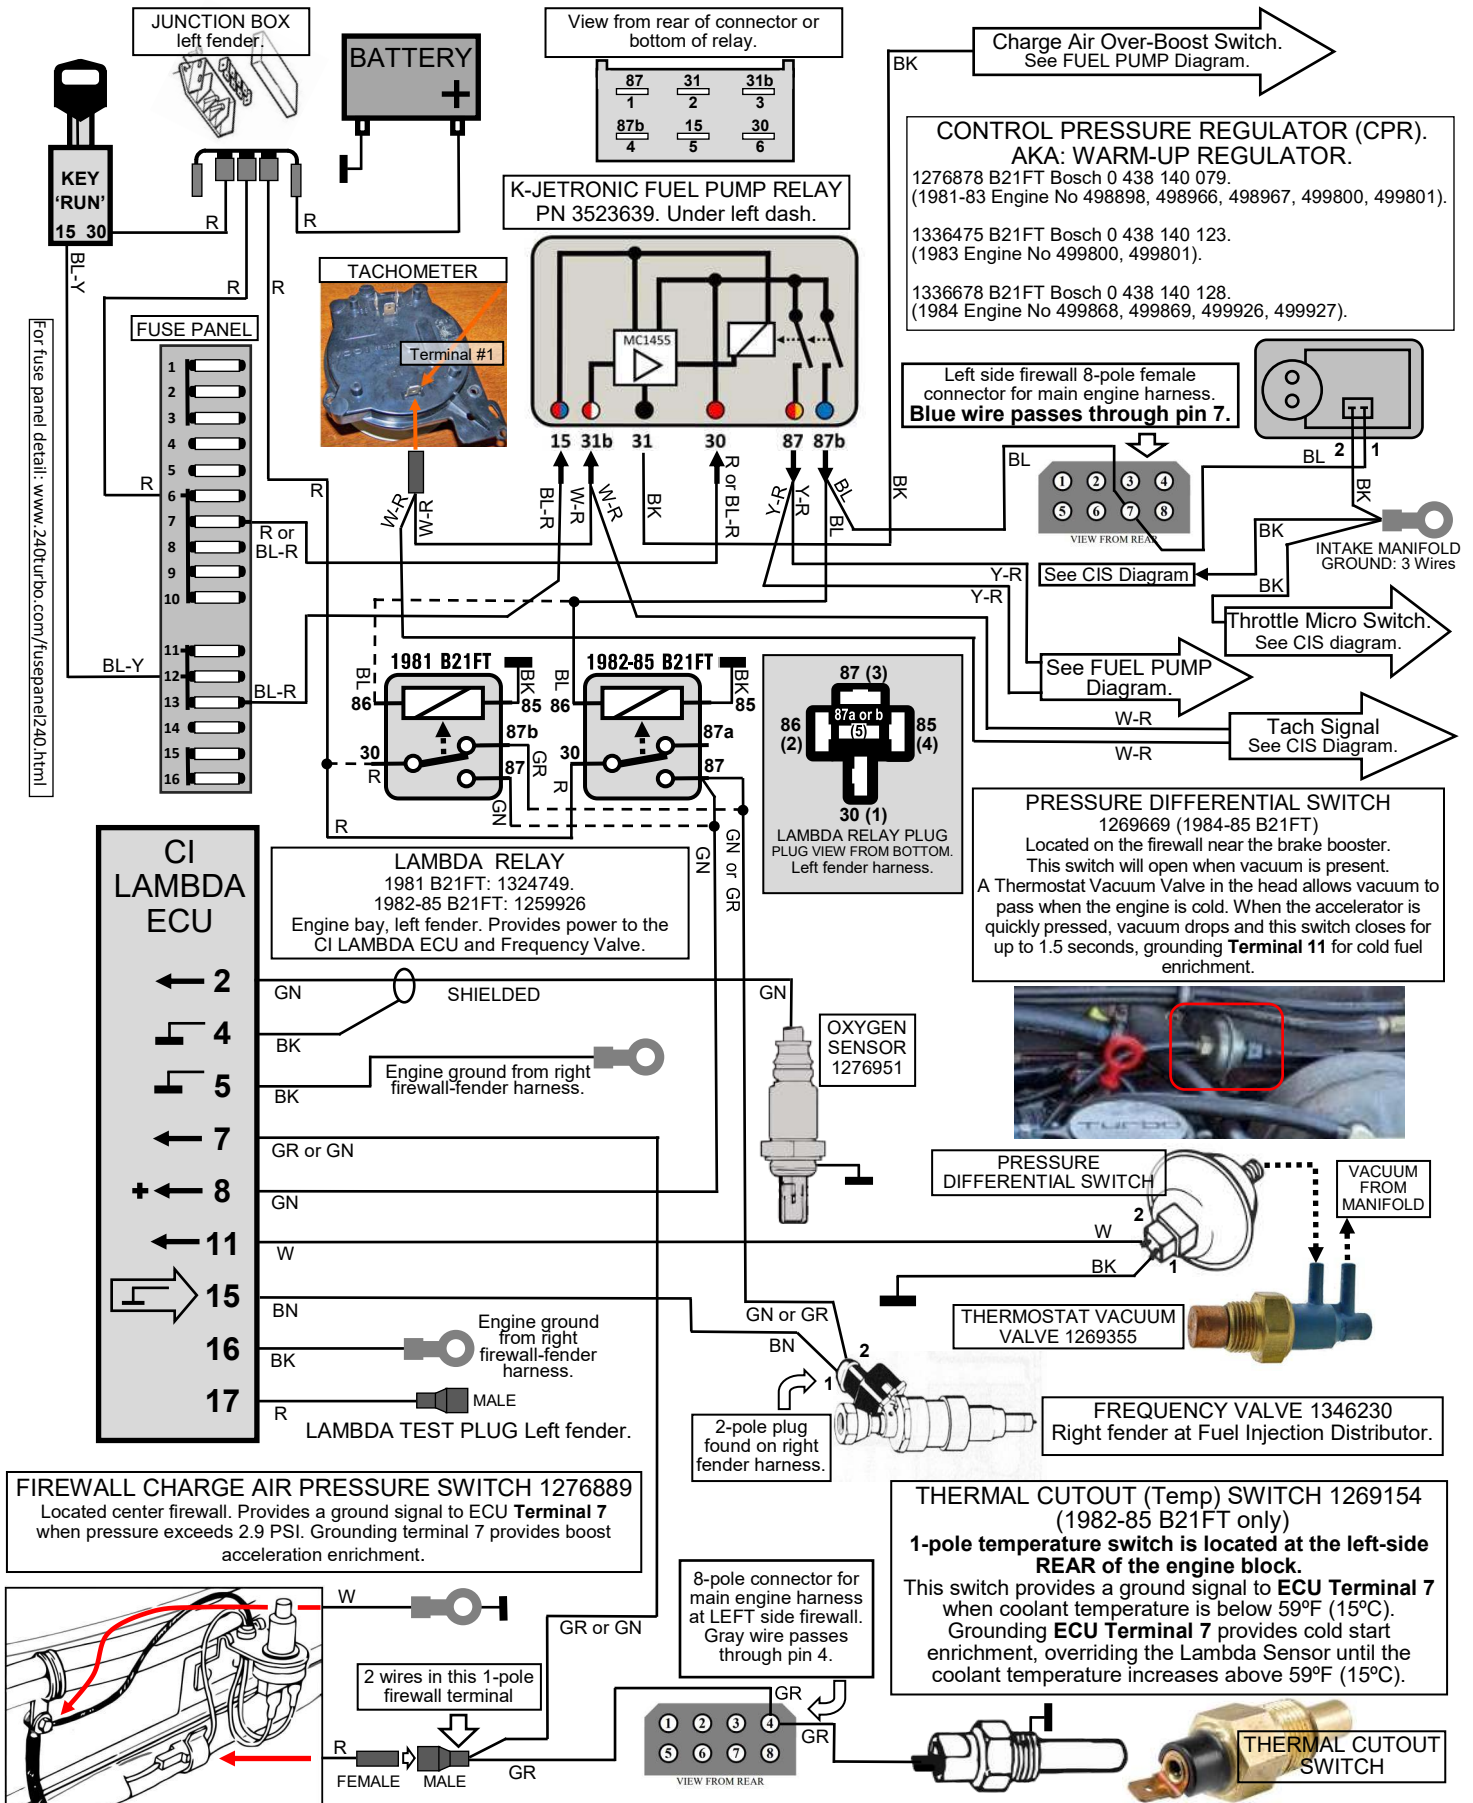 JUNCTION BOX
left fender.
BATTERY
+
View from rear of connector or
bottom of relay.
87 31 31b
1 2 3
87b 15 30
4 5 6
BK
Charge Air Over-Boost Switch.
See FUEL PUMP Diagram.
KEY
'RUN'
15 30
R
R
BL-Y
R
R
K-JETRONIC FUEL PUMP RELAY
PN 3523639. Under left dash.
CONTROL PRESSURE REGULATOR (CPR).
AKA: WARM-UP REGULATOR.
1276878 B21FT Bosch 0 438 140 079.
(1981-83 Engine No 498898, 498966, 498967, 499800, 499801).
1336475 B21FT Bosch 0 438 140 123.
(1983 Engine No 499800, 499801).
1336678 B21FT Bosch 0 438 140 128.
(1984 Engine No 499868, 499869, 499926, 499927).
TACHOMETER
Terminal #1
MC1455
15 31b 31 30 87 87b
For fuse panel detail: www.240turbo.com/fusepanel240.html
FUSE PANEL
1
2
3
4
5
6
7
8
9
10
11
12
13
14
15
16
R
R or
BL-R
BL-Y
BL-R
R
W-R
W-R
BL-R
W-R
W-R
BK
R or BL-R
Y-R
Y-R
BL
BL
BK
Left side firewall 8-pole female
connector for main engine harness.
Blue wire passes through pin 7.
BL
1 2 3 4
5 6 7 8
VIEW FROM REAR
2 1
BL
BK
BK
BK
INTAKE MANIFOLD
GROUND: 3 Wires
See CIS Diagram
Y-R
Y-R
Throttle Micro Switch.
See CIS diagram.
See FUEL PUMP
Diagram.
W-R
W-R
Tach Signal
See CIS Diagram.
1981 B21FT
BL
86
BK
85
87b
30
R
87
GR
GN
1982-85 B21FT
BL
86
BK
85
87a
30
R
87
87 (3)
86
(2)
87a or b
(5)
85
(4)
30 (1)
LAMBDA RELAY PLUG
PLUG VIEW FROM BOTTOM.
Left fender harness.
R
GN
GN or GR
LAMBDA RELAY
1981 B21FT: 1324749.
1982-85 B21FT: 1259926
Engine bay, left fender. Provides power to the
CI LAMBDA ECU and Frequency Valve.
PRESSURE DIFFERENTIAL SWITCH
1269669 (1984-85 B21FT)
Located on the firewall near the brake booster.
This switch will open when vacuum is present.
A Thermostat Vacuum Valve in the head allows vacuum to
pass when the engine is cold. When the accelerator is
quickly pressed, vacuum drops and this switch closes for
up to 1.5 seconds, grounding Terminal 11 for cold fuel
enrichment.
TURBO
CI
LAMBDA
ECU
2
GN
SHIELDED
GN
4
BK
5
BK
Engine ground from right
firewall-fender harness.
7
GR or GN
+ 8
GN
11
W
15
BN
16
BK
Engine ground
from right
firewall-fender
harness.
17
R
MALE
LAMBDA TEST PLUG Left fender.
OXYGEN
SENSOR
1276951
PRESSURE
DIFFERENTIAL SWITCH
2
W
BK
1
VACUUM
FROM
MANIFOLD
THERMOSTAT VACUUM
VALVE 1269355
GN or GR
BN
2
1
2-pole plug
found on right
fender harness.
FREQUENCY VALVE 1346230
Right fender at Fuel Injection Distributor.
FIREWALL CHARGE AIR PRESSURE SWITCH 1276889
Located center firewall. Provides a ground signal to ECU Terminal 7
when pressure exceeds 2.9 PSI. Grounding terminal 7 provides boost
acceleration enrichment.
THERMAL CUTOUT (Temp) SWITCH 1269154
(1982-85 B21FT only)
1-pole temperature switch is located at the left-side
REAR of the engine block.
This switch provides a ground signal to ECU Terminal 7
when coolant temperature is below 59ºF (15ºC).
Grounding ECU Terminal 7 provides cold start
enrichment, overriding the Lambda Sensor until the
coolant temperature increases above 59ºF (15ºC).
W
GR or GN
8-pole connector for
main engine harness
at LEFT side firewall.
Gray wire passes
through pin 4.
2 wires in this 1-pole
firewall terminal
R
FEMALE
MALE
GR
GR
GR
1 2 3 4
5 6 7 8
VIEW FROM REAR
THERMAL CUTOUT
SWITCH